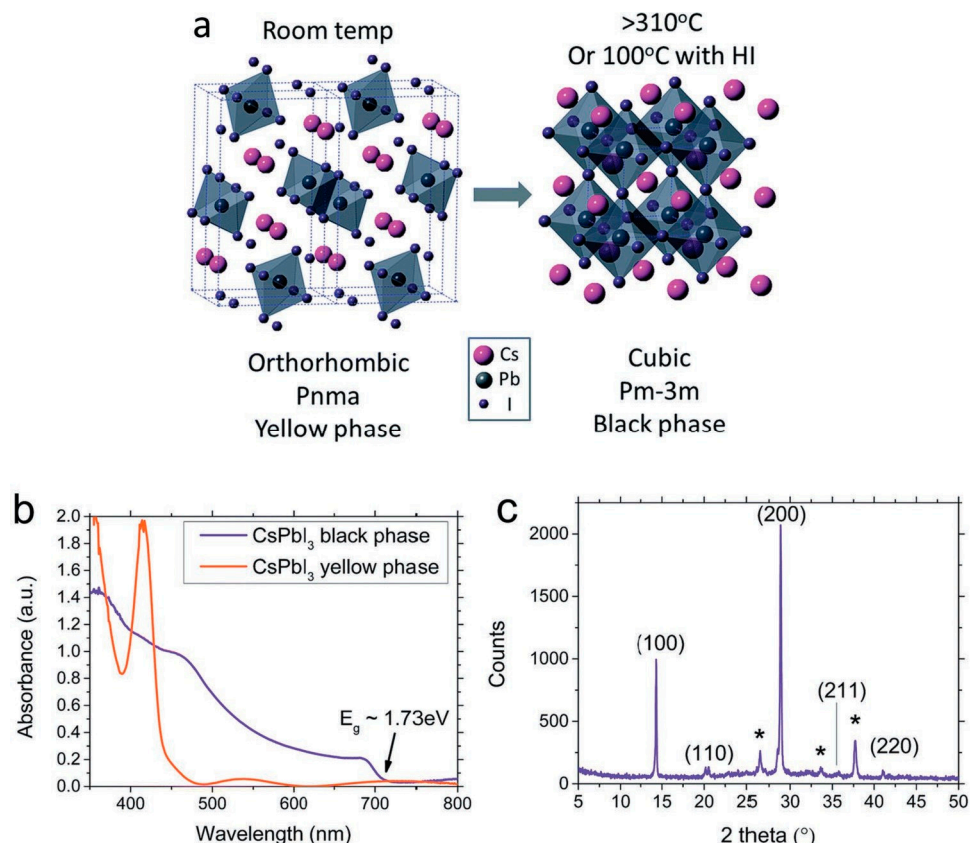 a
Room temp
>310°C
Or 100°C with HI
Orthorhombic
Pnma
Yellow phase
Cs
Pb
I
Cubic
Pm-3m
Black phase
b
2.0
1.8
1.6
1.4
1.2
1.0
0.8
0.6
0.4
0.2
0.0
Absorbance (a.u.)
CsPbI₃ black phase
CsPbI₃ yellow phase
E_g ~ 1.73eV
400 500 600 700 800
Wavelength (nm)
c
2000
1500
1000
500
0
Counts
(200)
(100)
(211)
* * *
(110) (220)
5 10 15 20 25 30 35 40 45 50
2 theta (°)